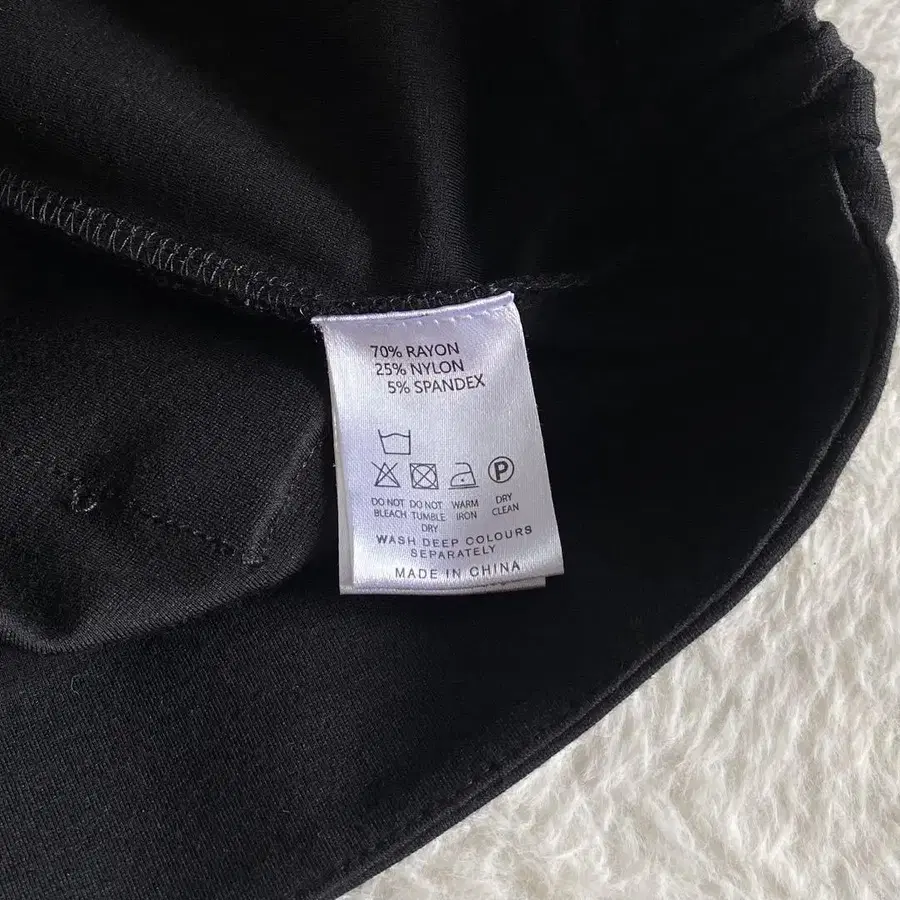 70% RAYON
25% NYLON
5% SPANDEX
P
DO NOT BLEACH
DO NOT TUMBLE DRY
WARM IRON
DRY CLEAN
WASH DEEP COLOURS
SEPARATELY
MADE IN CHINA